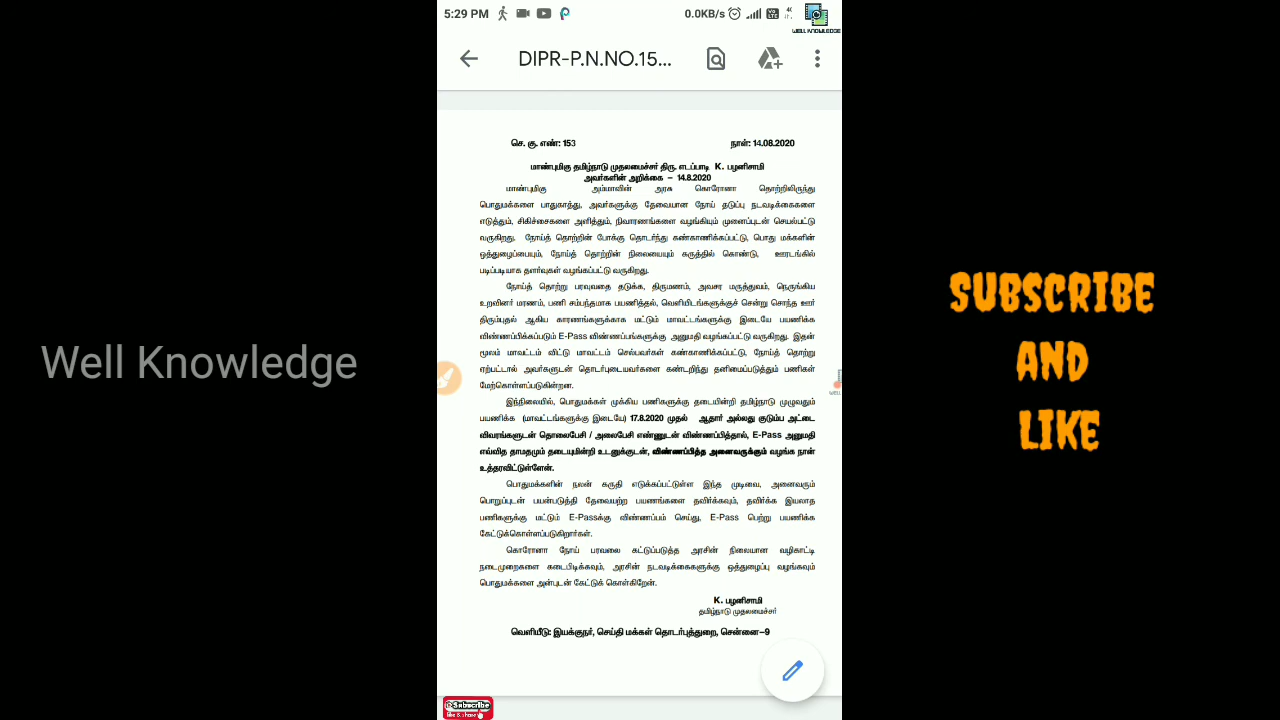 5:29 PM
0.0KB/s
WELL KNOWLEDGE
DIPR-P.N.NO.15...
செ. கு. எண்: 153
நாள்: 14.08.2020
மாண்புமிகு தமிழ்நாடு முதலமைச்சர் திரு. எடப்பாடி K. பழனிசாமி
அவர்களின் அறிக்கை – 14.8.2020
மாண்புமிகு அம்மாவின் அரசு கொரோனா தொற்றிலிருந்து
பொதுமக்களை பாதுகாத்து, அவர்களுக்கு தேவையான நோய் தடுப்பு நடவடிக்கைகளை
எடுத்தும், சிகிச்சைகளை அளித்தும், நிவாரணங்களை வழங்கியும் முனைப்புடன் செயல்பட்டு
வருகிறது. நோய்த் தொற்றின் போக்கு தொடர்ந்து கண்காணிக்கப்பட்டு, பொது மக்களின்
ஒத்துழைப்பையும், நோய்த் தொற்றின் நிலையையும் கருத்தில் கொண்டு, ஊரடங்கில்
படிப்படியாக தளர்வுகள் வழங்கப்பட்டு வருகிறது.
நோய்த் தொற்று பரவுவதை தடுக்க, திருமணம், அவசர மருத்துவம், நெருங்கிய
உறவினர் மரணம், பணி சம்பந்தமாக பயணித்தல், வெளியிடங்களுக்குச் சென்று சொந்த ஊர்
திரும்புதல் ஆகிய காரணங்களுக்காக மட்டும் மாவட்டங்களுக்கு இடையே பயணிக்க
விண்ணப்பிக்கப்படும் E-Pass விண்ணப்பங்களுக்கு அனுமதி வழங்கப்பட்டு வருகிறது. இதன்
மூலம் மாவட்டம் விட்டு மாவட்டம் செல்பவர்கள் கண்காணிக்கப்பட்டு, நோய்த் தொற்று
ஏற்பட்டால் அவர்களுடன் தொடர்புடையவர்களை கண்டறிந்து தனிமைப்படுத்தும் பணிகள்
மேற்கொள்ளப்படுகின்றன.
இந்நிலையில், பொதுமக்கள் முக்கிய பணிகளுக்கு தடையின்றி தமிழ்நாடு முழுவதும்
பயணிக்க (மாவட்டங்களுக்கு இடையே) 17.8.2020 முதல் ஆதார் அல்லது குடும்ப அட்டை
விவரங்களுடன் தொலைபேசி / அலைபேசி எண்ணுடன் விண்ணப்பித்தால், E-Pass அனுமதி
எவ்வித தாமதமும் தடையுமின்றி உடனுக்குடன், விண்ணப்பித்த அனைவருக்கும் வழங்க நான்
உத்தரவிட்டுள்ளேன்.
பொதுமக்களின் நலன் கருதி எடுக்கப்பட்டுள்ள இந்த முடிவை, அனைவரும்
பொறுப்புடன் பயன்படுத்தி தேவையற்ற பயணங்களை தவிர்க்கவும், தவிர்க்க இயலாத
பணிகளுக்கு மட்டும் E-Passக்கு விண்ணப்பம் செய்து, E-Pass பெற்று பயணிக்க
கேட்டுக்கொள்ளப்படுகிறார்கள்.
கொரோனா நோய் பரவலை கட்டுப்படுத்த அரசின் நிலையான வழிகாட்டி
நடைமுறைகளை கடைபிடிக்கவும், அரசின் நடவடிக்கைகளுக்கு ஒத்துழைப்பு வழங்கவும்
பொதுமக்களை அன்புடன் கேட்டுக் கொள்கிறேன்.
K. பழனிசாமி
தமிழ்நாடு முதலமைச்சர்
வெளியீடு: இயக்குநர், செய்தி மக்கள் தொடர்புத்துறை, சென்னை–9
Well Knowledge
SUBSCRIBE
AND
LIKE
Subscribe